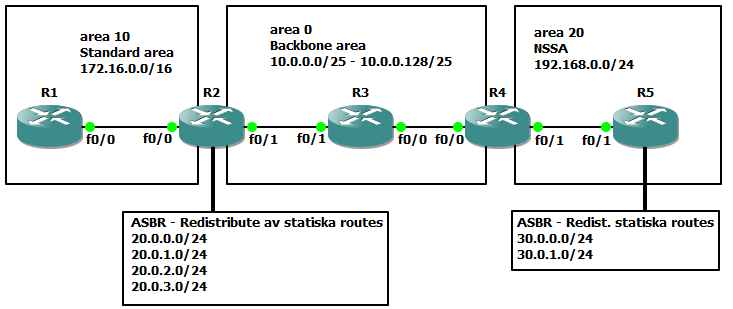 area 10
Standard area
172.16.0.0/16
area 0
Backbone area
10.0.0.0/25 - 10.0.0.128/25
area 20
NSSA
192.168.0.0/24
R1
R2
R3
R4
R5
f0/0
f0/0
f0/1
f0/1
f0/0
f0/0
f0/1
f0/1
ASBR - Redistribute av statiska routes
20.0.0.0/24
20.0.1.0/24
20.0.2.0/24
20.0.3.0/24
ASBR - Redist. statiska routes
30.0.0.0/24
30.0.1.0/24